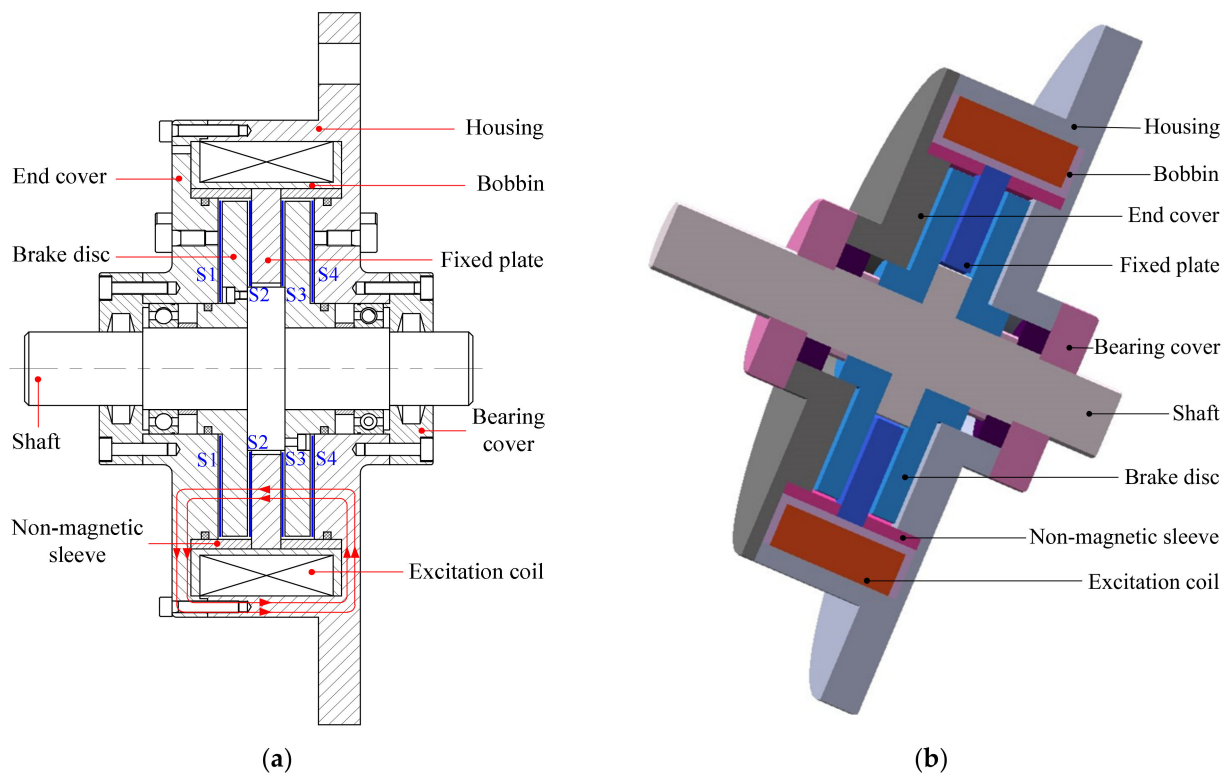 Housing
End cover
Bobbin
Brake disc
Fixed plate
S1
S2
S3
S4
Shaft
Bearing
cover
S1
S2
S3
S4
Non-magnetic
sleeve
Excitation coil
(a)
Housing
Bobbin
End cover
Fixed plate
Bearing cover
Shaft
Brake disc
Non-magnetic sleeve
Excitation coil
(b)